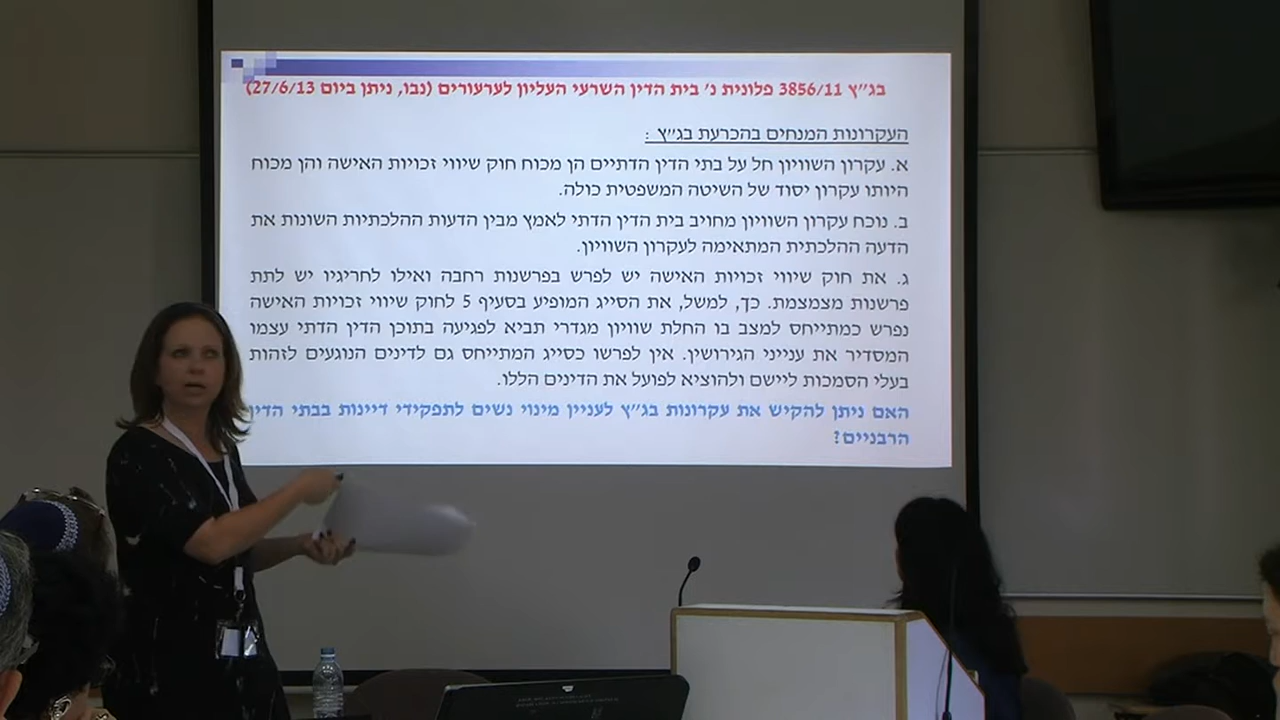 בג״ץ 3856/11 פלונית נ׳ בית הדין השרעי העליון לערעורים (נבו, ניתן ביום 27/6/13)
העקרונות המנחים בהכרעת בג״ץ :
א. עקרון השוויון חל על בתי הדין הדתיים הן מכוח חוק שיווי זכויות האישה והן מכוח
היותו עקרון יסוד של השיטה המשפטית כולה.
ב. נוכח עקרון השוויון מחויב בית הדין הדתי לאמץ מבין הדעות ההלכתיות השונות את
הדעה ההלכתית המתאימה לעקרון השוויון.
ג. את חוק שיווי זכויות האישה יש לפרש בפרשנות רחבה ואילו לחריגיו יש לתת
פרשנות מצמצמת. כך, למשל, את הסייג המופיע בסעיף 5 לחוק שיווי זכויות האישה
נפרש כמתייחס למצב בו החלת שוויון מגדרי תביא לפגיעה בתוכן הדין הדתי עצמו
המסדיר את ענייני הגירושין. אין לפרשו כסייג המתייחס גם לדינים הנוגעים לזהות
בעלי הסמכות ליישם ולהוציא לפועל את הדינים הללו.
האם ניתן להקיש את עקרונות בג״ץ לעניין מינוי נשים לתפקידי דיינות בבתי הדין
הרבניים?